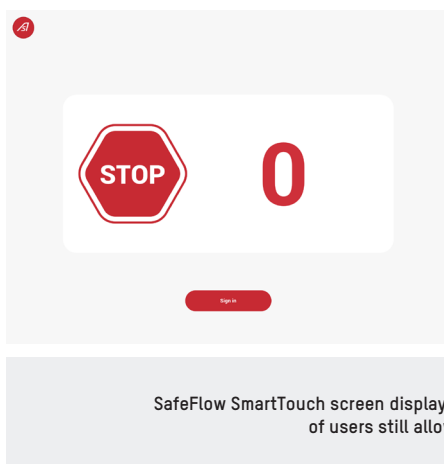 STOP
0
Sign in
SafeFlow SmartTouch screen display
of users still allo